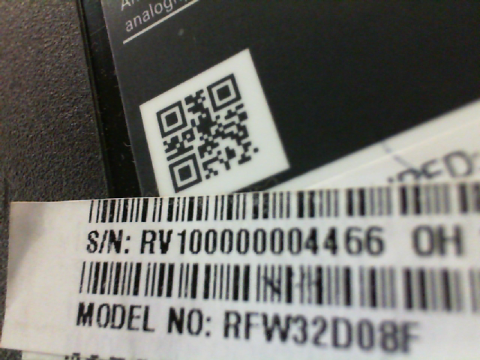 analog
S/N: RV100000004466 OH
MODEL NO: RFW32D08F